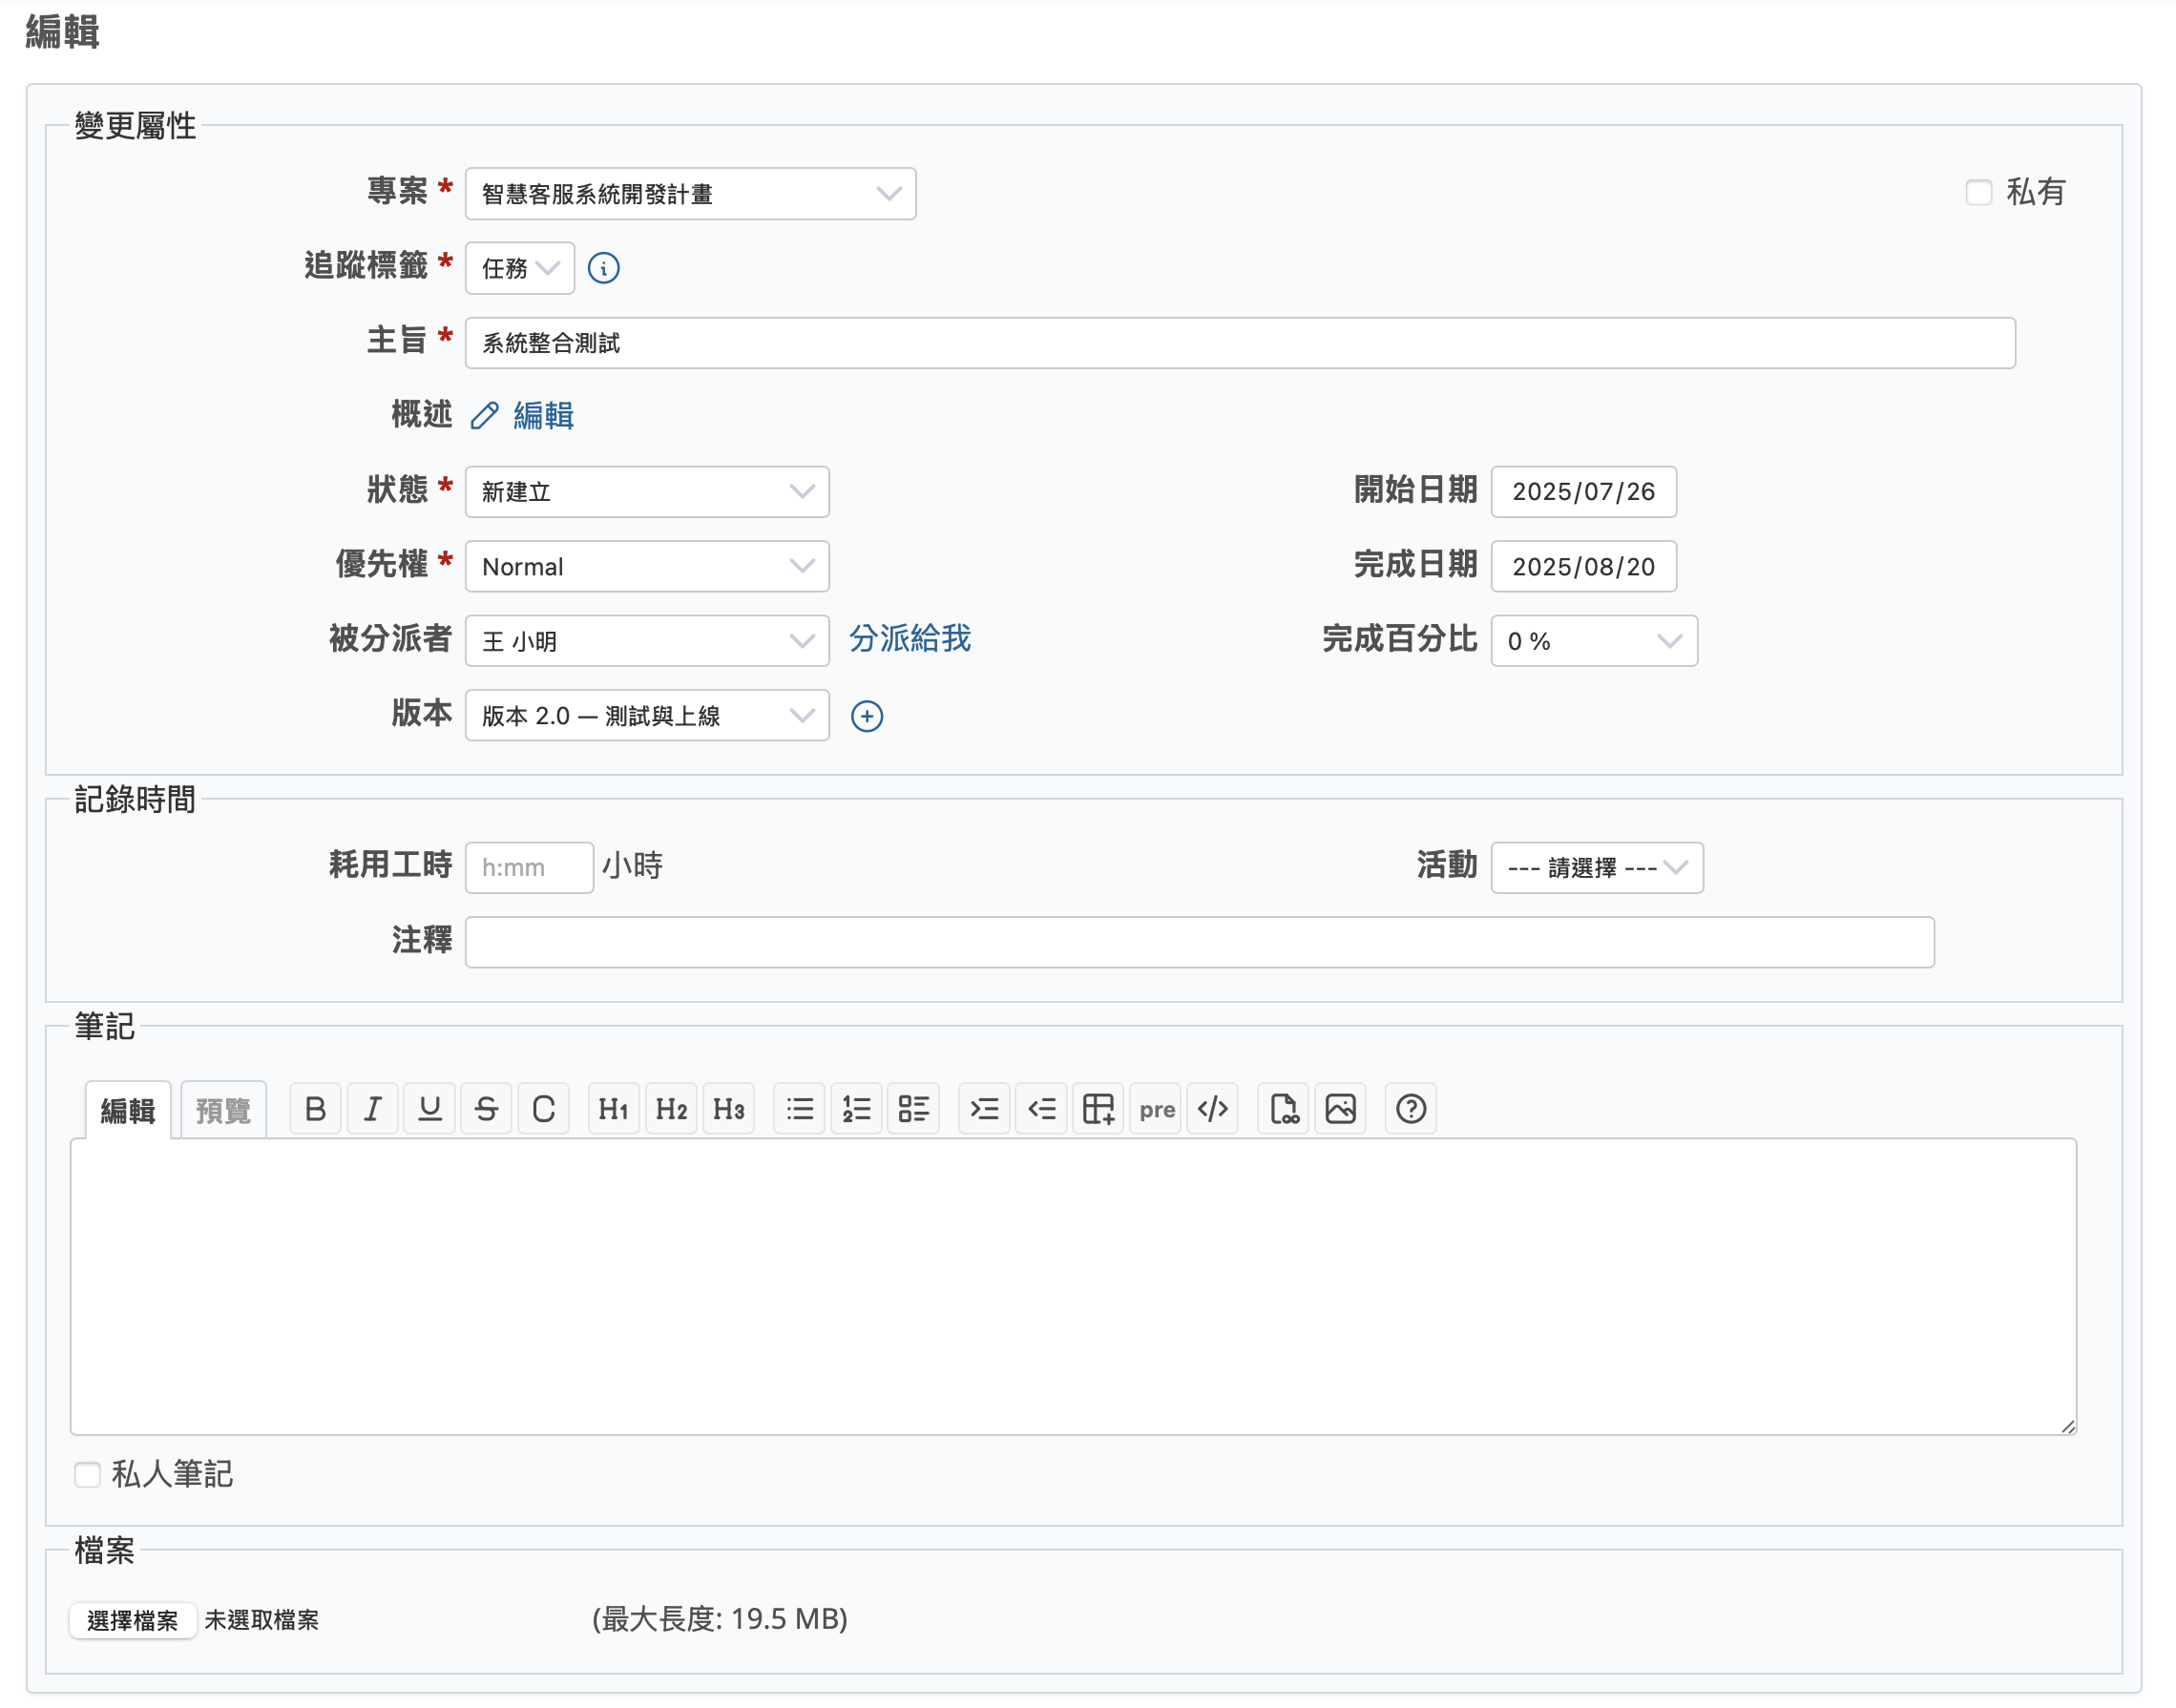 編輯
變更屬性
專案 * 智慧客服系統開發計畫 私有
追蹤標籤 * 任務
主旨 * 系統整合測試
概述 編輯
狀態 * 新建立 開始日期 2025/07/26
優先權 * Normal 完成日期 2025/08/20
被分派者 王 小明 分派給我 完成百分比 0 %
版本 版本 2.0 — 測試與上線
記錄時間
耗用工時 h:mm 小時 活動 --- 請選擇 ---
注釋
筆記
編輯 預覽 B I U S C H1 H2 H3 pre </>
私人筆記
檔案
選擇檔案 未選取檔案 (最大長度: 19.5 MB)